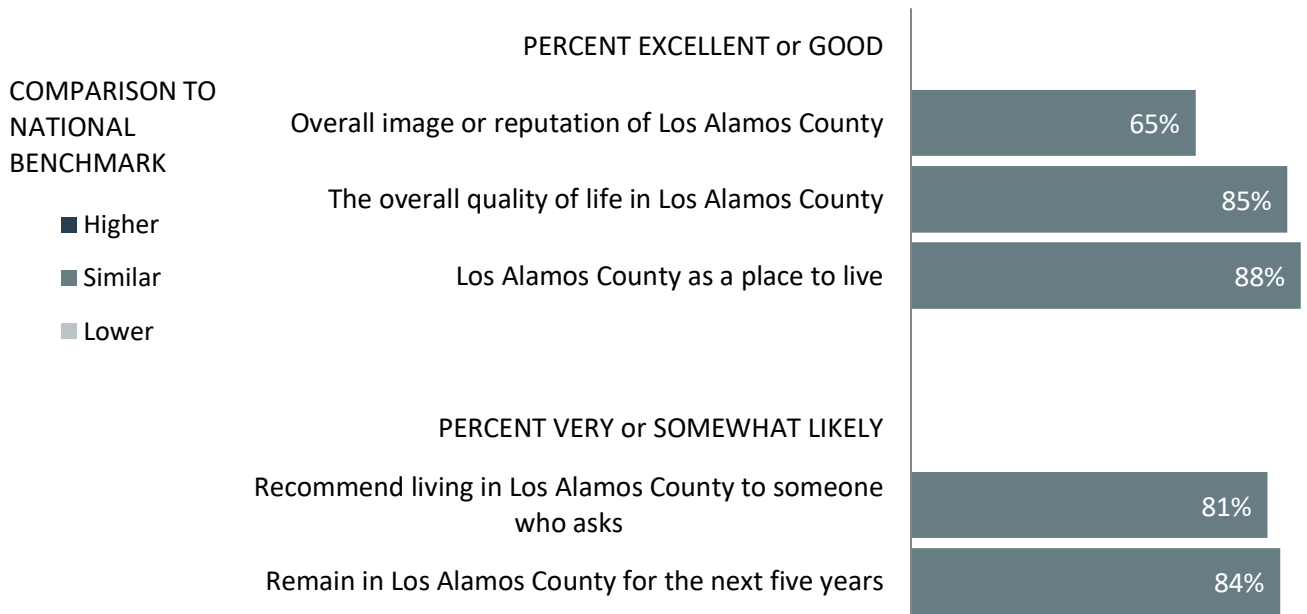 PERCENT EXCELLENT or GOOD
COMPARISON TO
NATIONAL
BENCHMARK
Higher
Similar
Lower
Overall image or reputation of Los Alamos County
65%
The overall quality of life in Los Alamos County
85%
Los Alamos County as a place to live
88%
PERCENT VERY or SOMEWHAT LIKELY
Recommend living in Los Alamos County to someone
who asks
81%
Remain in Los Alamos County for the next five years
84%